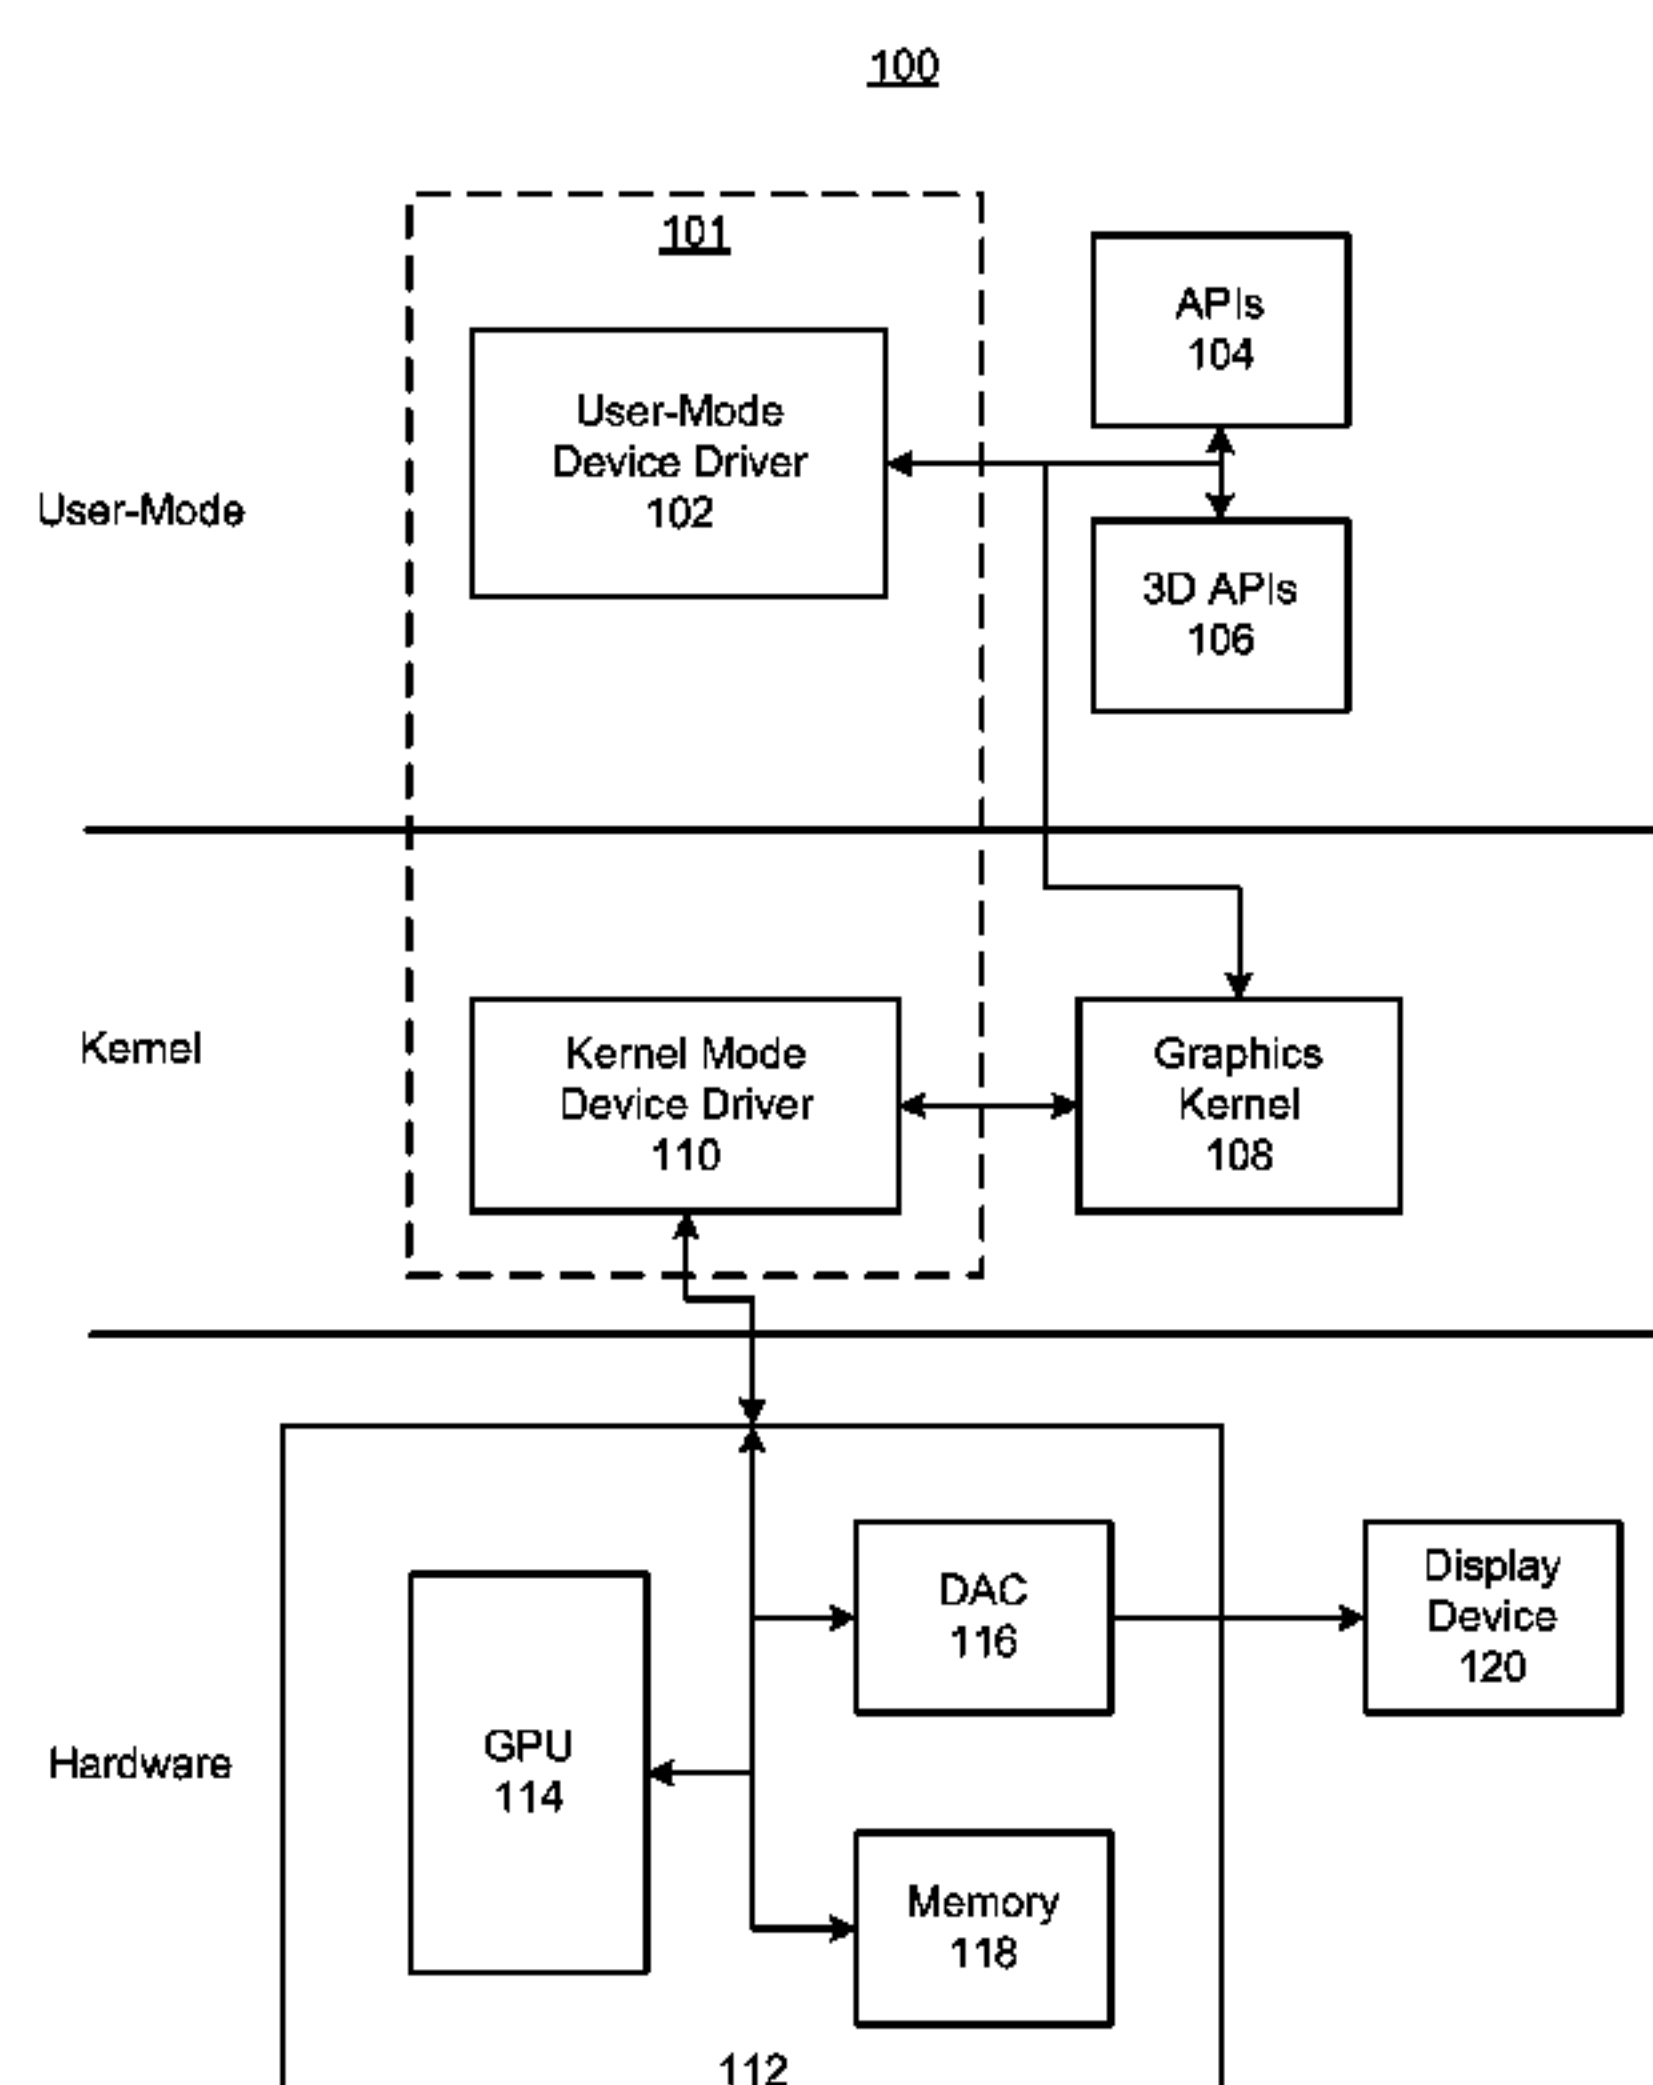 100
101
APIs
104
User-Mode
Device Driver
102
User-Mode
3D APIs
106
Kernel
Kernel Mode
Device Driver
110
Graphics
Kernel
108
DAC
116
Display
Device
120
Hardware
GPU
114
Memory
118
112